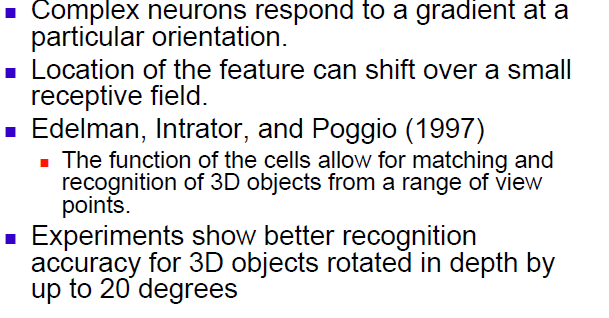 Complex neurons respond to a gradient at a
particular orientation.
Location of the feature can shift over a small
receptive field.
Edelman, Intrator, and Poggio (1997)
The function of the cells allow for matching and
recognition of 3D objects from a range of view
points.
Experiments show better recognition
accuracy for 3D objects rotated in depth by
up to 20 degrees